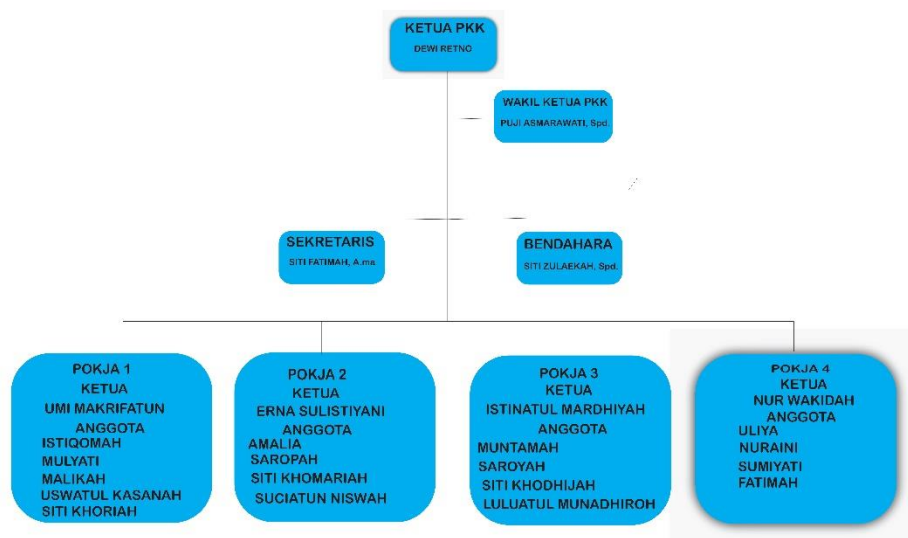 KETUA PKK
DEWI RETNO
WAKIL KETUA PKK
PUJI ASMARAWATI, Spd.
SEKRETARIS
SITI FATIMAH, A.ma
BENDAHARA
SITI ZULAEKAH, Spd.
POKJA 1
KETUA
UMI MAKRIFATUN
ANGGOTA
ISTIQOMAH
MULYATI
MALIKAH
USWATUL KASANAH
SITI KHORIAH
POKJA 2
KETUA
ERNA SULISTIYANI
ANGGOTA
AMALIA
SAROPAH
SITI KHOMARIAH
SUCIATUN NISWAH
POKJA 3
KETUA
ISTINATUL MARDHIYAH
ANGGOTA
MUNTAMAH
SAROYAH
SITI KHODHIJAH
LULUATUL MUNADHIROH
POKJA 4
KETUA
NUR WAKIDAH
ANGGOTA
ULIYA
NURAINI
SUMIYATI
FATIMAH